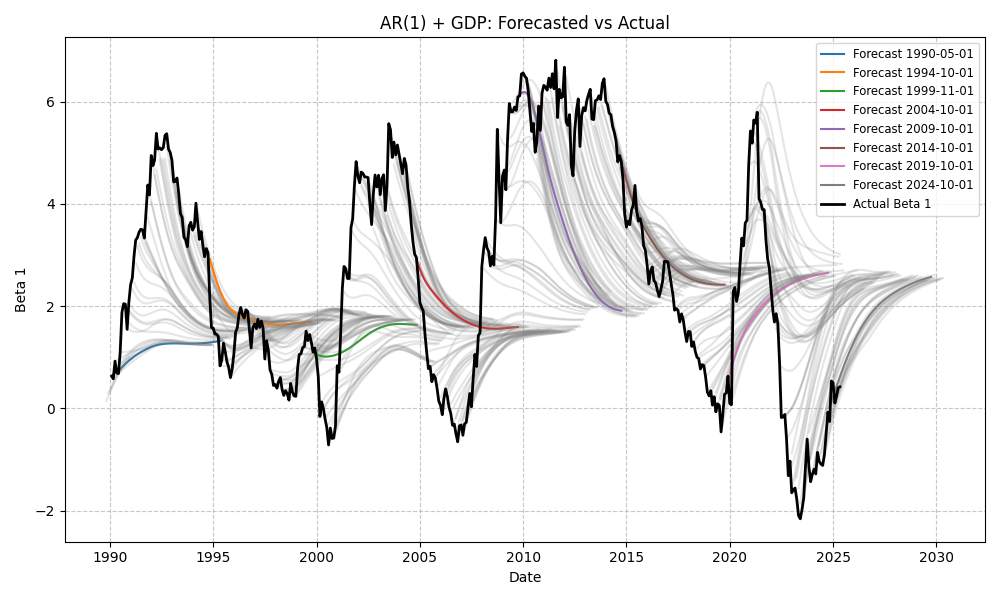 AR(1) + GDP: Forecasted vs Actual
Beta 1
6
4
2
0
−2
Forecast 1990-05-01
Forecast 1994-10-01
Forecast 1999-11-01
Forecast 2004-10-01
Forecast 2009-10-01
Forecast 2014-10-01
Forecast 2019-10-01
Forecast 2024-10-01
Actual Beta 1
1990 1995 2000 2005 2010 2015 2020 2025 2030
Date